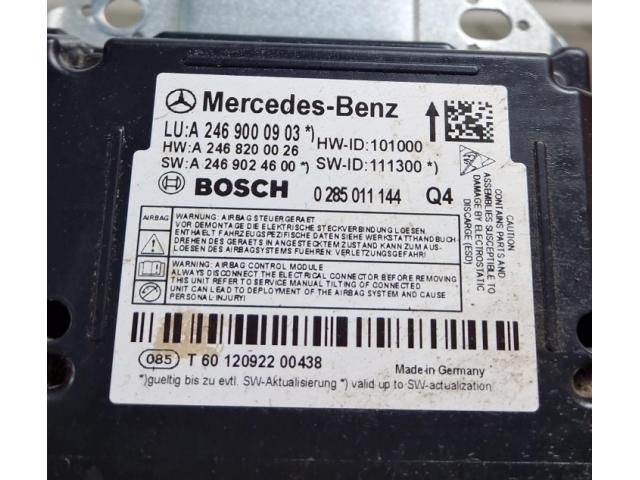 Mercedes-Benz
LU:A 246 900 09 03 *) HW-ID:101000
HW:A 246 820 00 26
SW:A 246 902 46 00 *) SW-ID:111300 *)
BOSCH 0 285 011 144 Q4
CAUTION
CONTAINS PARTS AND
ASSEMBLIES SUSCEPTIBLE TO
DAMAGE BY ELECTROSTATIC
DISCHARGE (ESD)
AIRBAG
WARNUNG: AIRBAG STEUERGERAET
VOR DEMONTAGE DIE ELEKTRISCHE STECKVERBINDUNG LOESEN.
ENTHAELT FAHRZEUGSPEZIFISCHE DATEN SIEHE WERKSTATTHANDBUCH
DREHEN DES GERAETS IN ANGESTECKTEM ZUSTAND KANN ZUM AUS-
LOESEN DES AIRBAGSYSTEMS FUEHREN: VERLETZUNGSGEFAHR!
WARNING: AIRBAG CONTROL MODULE
ALWAYS DISCONNECT THE ELECTRICAL CONNECTOR BEFORE REMOVING
THIS UNIT REFER TO SERVICE MANUAL TILTING OF CONNECTED
UNIT CAN LEAD TO DEPLOYMENT OF THE AIRBAG SYSTEM AND CAUSE
PERSONAL INJURY!
085 T 60 120922 00438 Made in Germany
*)gueltig bis zu evtl. SW-Aktualisierung *) valid up to SW-actualization